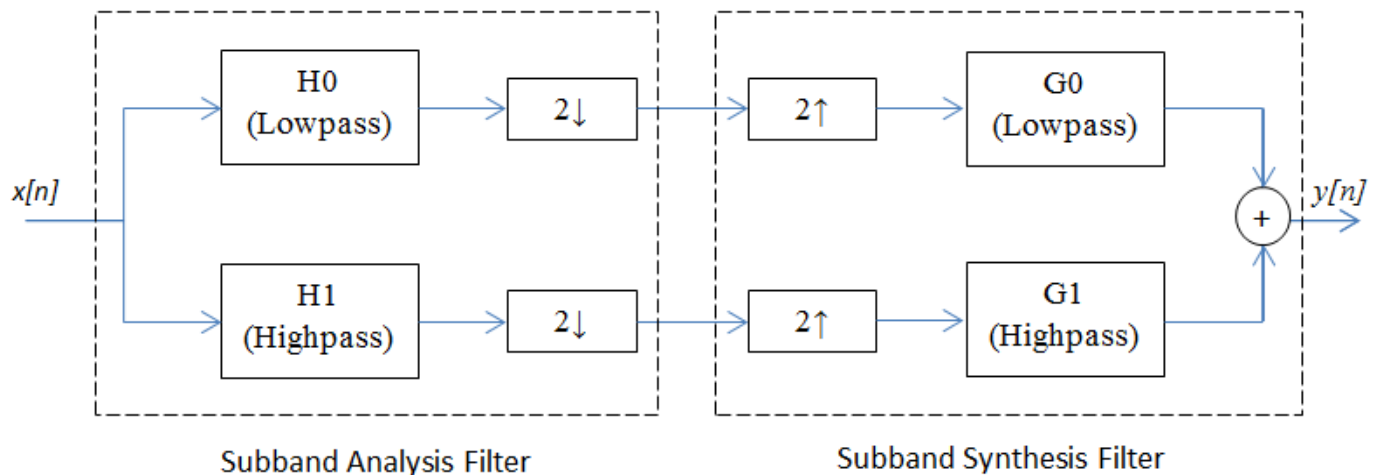 H0
(Lowpass)
2↓
2↑
G0
(Lowpass)
x[n]
+
y[n]
H1
(Highpass)
2↓
2↑
G1
(Highpass)
Subband Analysis Filter
Subband Synthesis Filter